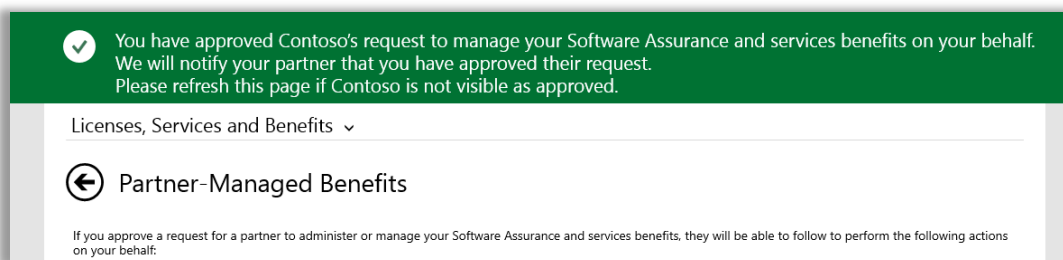 You have approved Contoso's request to manage your Software Assurance and services benefits on your behalf.
We will notify your partner that you have approved their request.
Please refresh this page if Contoso is not visible as approved.
Licenses, Services and Benefits
Partner-Managed Benefits
If you approve a request for a partner to administer or manage your Software Assurance and services benefits, they will be able to follow to perform the following actions
on your behalf: